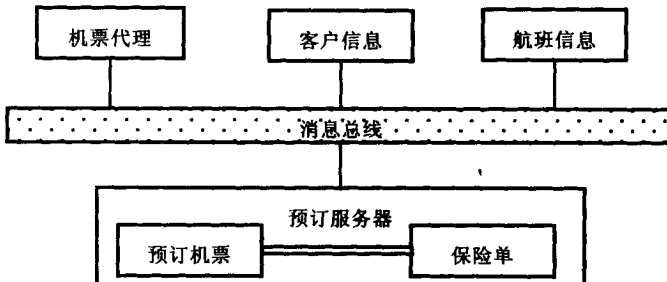 机票代理
客户信息
航班信息
消息总线
预订服务器
预订机票
保险单